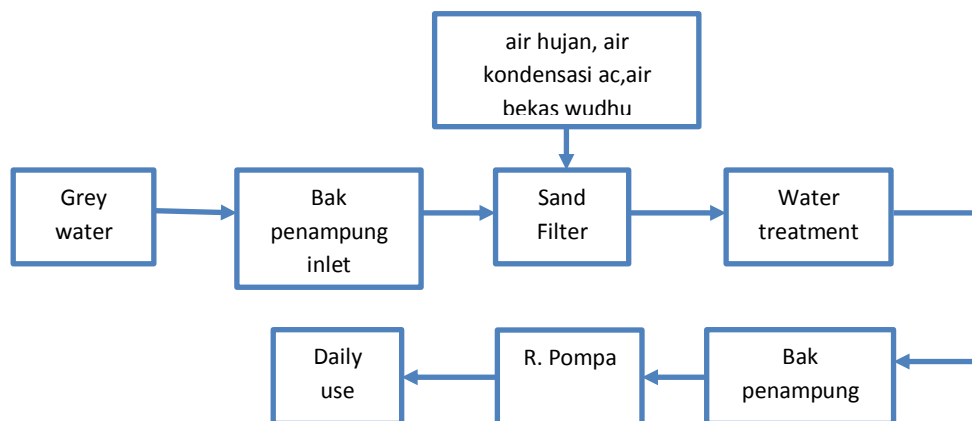 air hujan, air
kondensasi ac,air
bekas wudhu
Grey
water
Bak
penampung
inlet
Sand
Filter
Water
treatment
Daily
use
R. Pompa
Bak
penampung